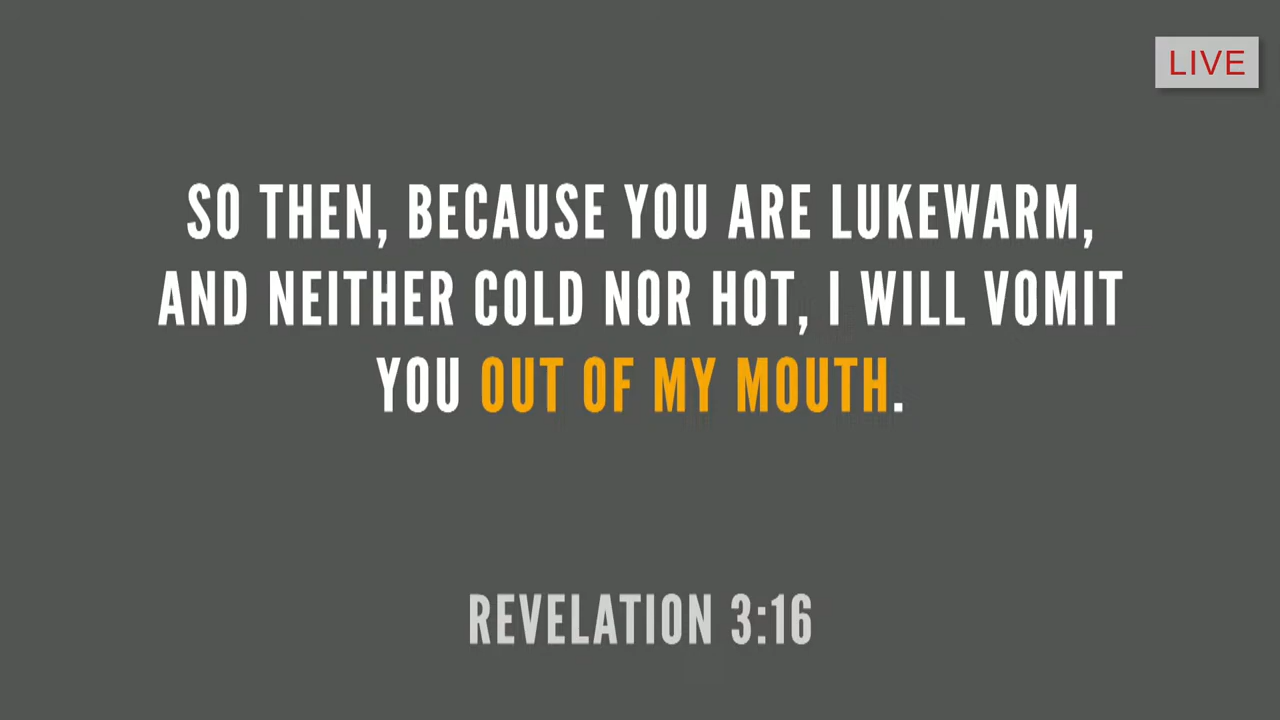 LIVE
SO THEN, BECAUSE YOU ARE LUKEWARM,
AND NEITHER COLD NOR HOT, I WILL VOMIT
YOU OUT OF MY MOUTH.
REVELATION 3:16